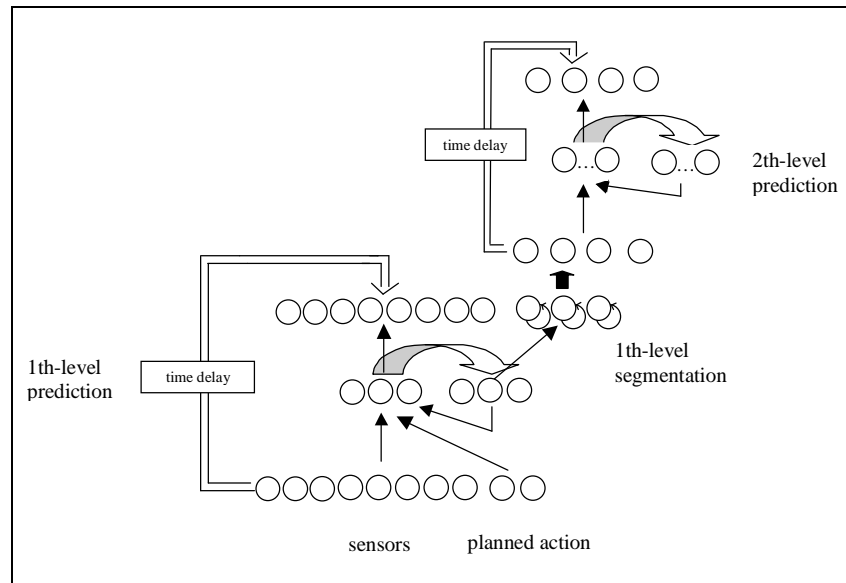 time delay
...
...
2th-level
prediction
1th-level
prediction
time delay
1th-level
segmentation
sensors
planned action